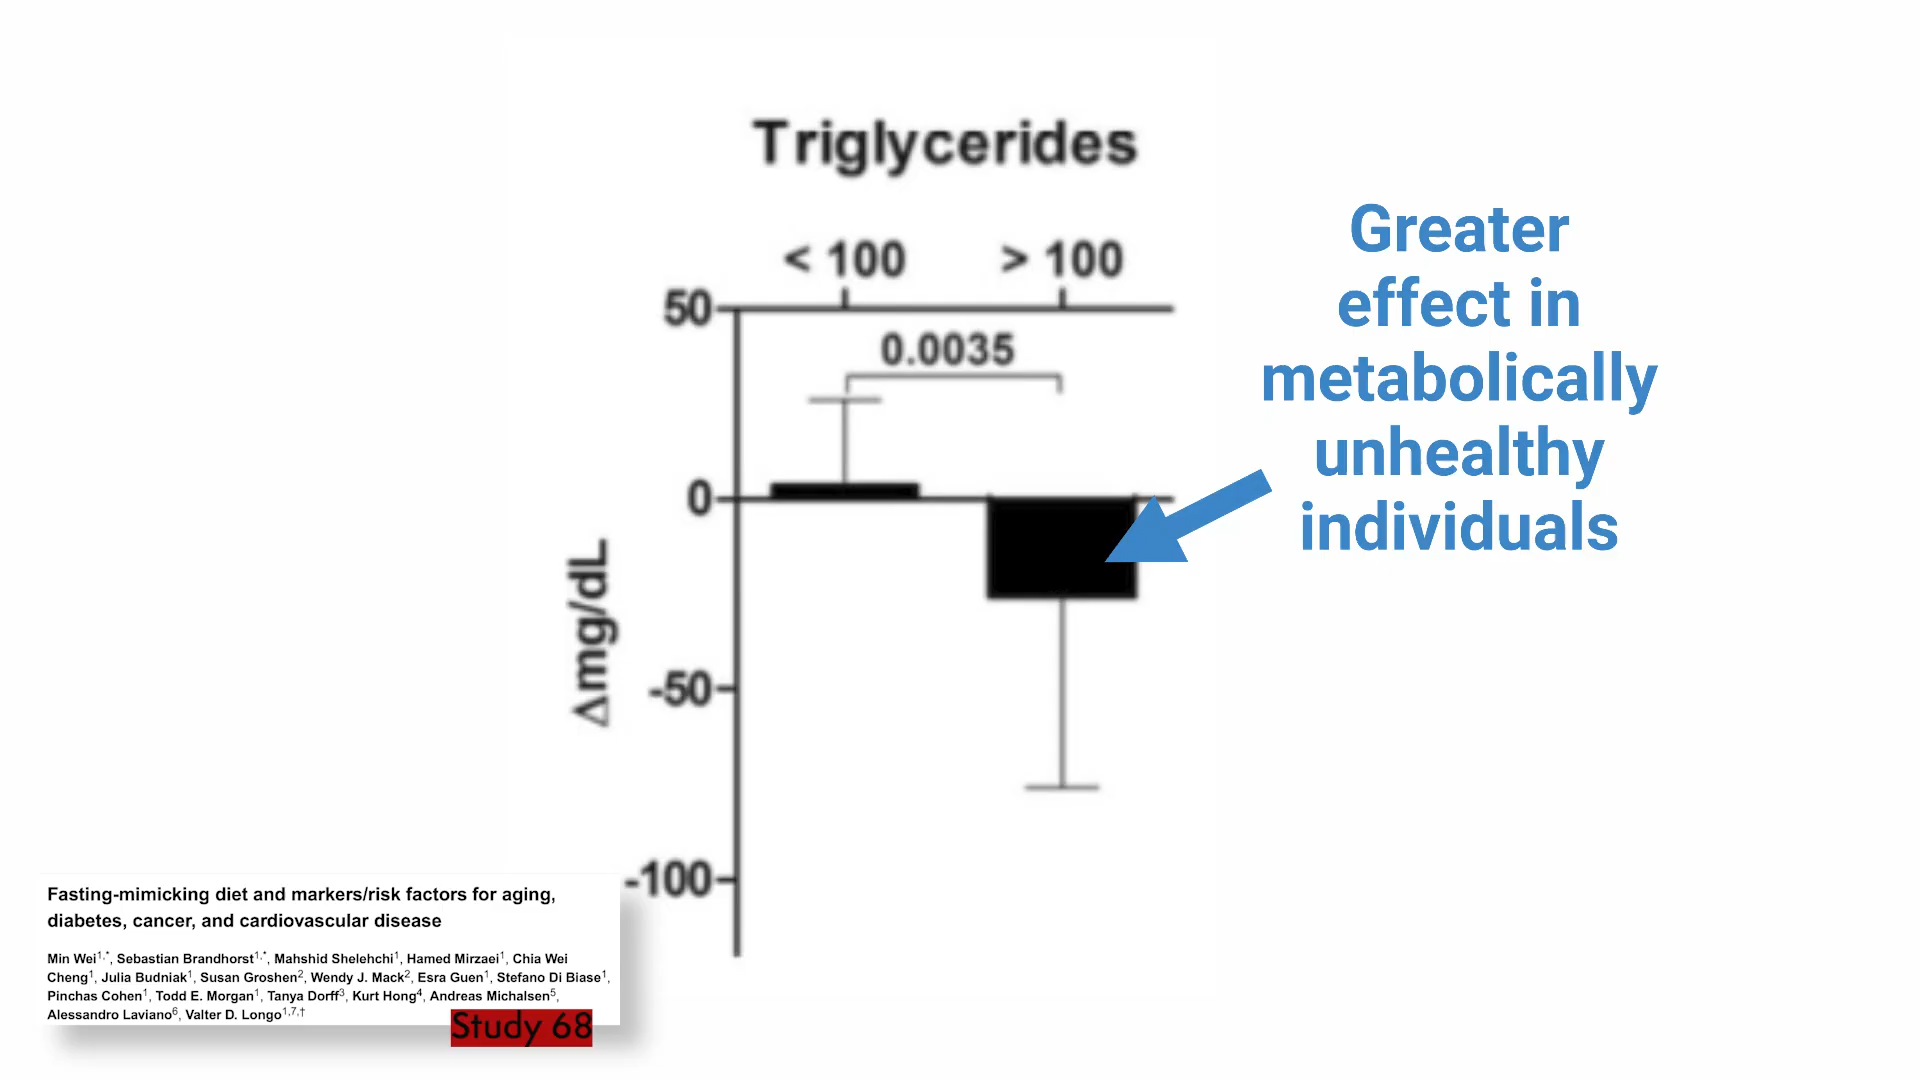 Triglycerides
< 100 > 100
50
0.0035
0
-50
-100
Δmg/dL
Greater
effect in
metabolically
unhealthy
individuals
Fasting-mimicking diet and markers/risk factors for aging,
diabetes, cancer, and cardiovascular disease
Min Wei1,*, Sebastian Brandhorst1,*, Mahshid Shelehchi1, Hamed Mirzaei1, Chia Wei
Cheng1, Julia Budniak1, Susan Groshen2, Wendy J. Mack2, Esra Guen1, Stefano Di Biase1,
Pinchas Cohen1, Todd E. Morgan1, Tanya Dorff3, Kurt Hong4, Andreas Michalsen5,
Alessandro Laviano6, Valter D. Longo1,7,†
Study 68